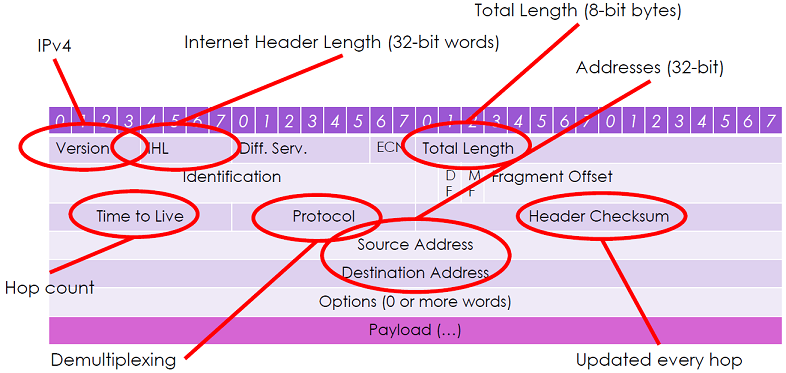 Total Length (8-bit bytes)
IPv4
Internet Header Length (32-bit words)
Addresses (32-bit)
0 1 2 3 4 5 6 7 0 1 2 3 4 5 6 7 0 1 2 3 4 5 6 7 0 1 2 3 4 5 6 7
Version IHL Diff. Serv. ECN Total Length
Identification DF MF Fragment Offset
Time to Live Protocol Header Checksum
Source Address
Destination Address
Hop count
Options (0 or more words)
Payload (...)
Demultiplexing
Updated every hop